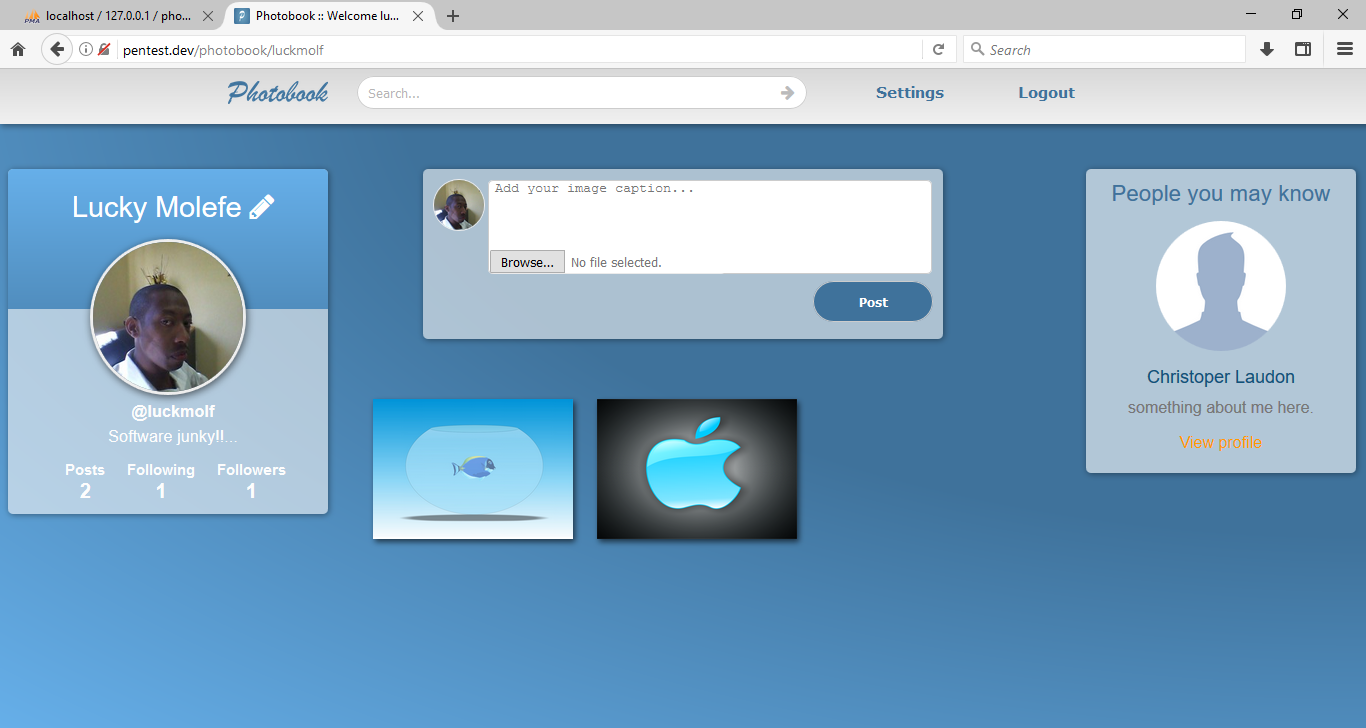 PMA localhost / 127.0.0.1 / pho...
Photobook :: Welcome lu...
pentest.dev/photobook/luckmolf
Search
Photobook
Search...
Settings
Logout
Lucky Molefe
@luckmolf
Software junky!!...
Posts Following Followers
2 1 1
Add your image caption...
Browse... No file selected.
Post
People you may know
Christoper Laudon
something about me here.
View profile